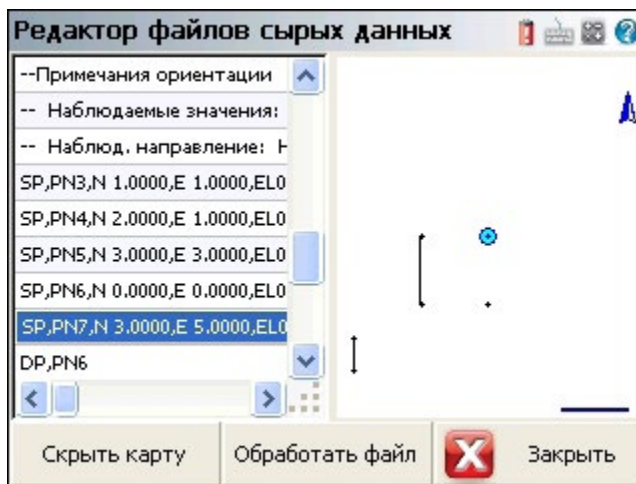 Редактор файлов сырых данных
--Примечания ориентации
-- Наблюдаемые значения:
-- Наблюд. направление:
SP,PN3,N 1.0000,E 1.0000,EL0
SP,PN4,N 2.0000,E 1.0000,EL0
SP,PN5,N 3.0000,E 3.0000,EL0
SP,PN6,N 0.0000,E 0.0000,EL0
SP,PN7,N 3.0000,E 5.0000,EL0
DP,PN6
Скрыть карту
Обработать файл
Закрыть